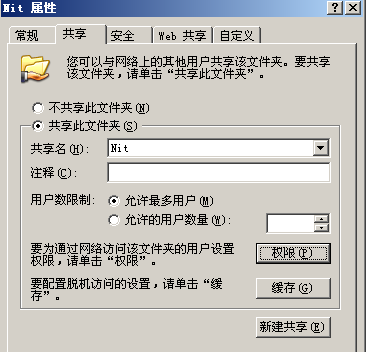 Nit 属性
常规 共享 安全 Web 共享 自定义
您可以与网络上的其他用户共享该文件夹。要共享
该文件夹，请单击“共享此文件夹”。
不共享此文件夹(N)
共享此文件夹(S)
共享名(H): Nit
注释(C):
用户数限制: 允许最多用户(M)
允许的用户数量(W):
要为通过网络访问该文件夹的用户设置
权限，请单击“权限”。
权限(P)
要配置脱机访问的设置，请单击“缓
存”。
缓存(G)
新建共享(E)